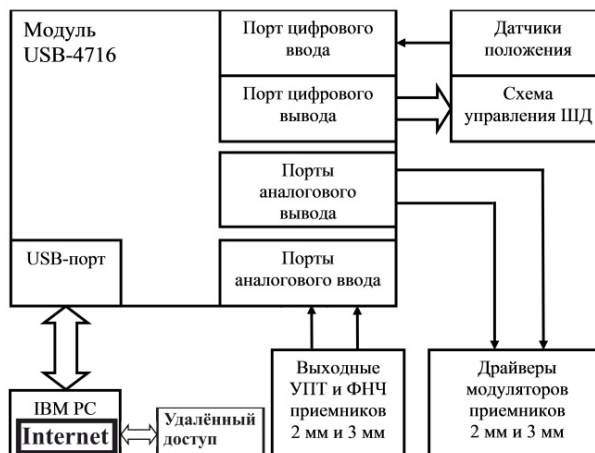 Модуль
USB-4716
Порт цифрового
ввода
Датчики
положения
Порт цифрового
вывода
Схема
управления ШД
Порты
аналогового
вывода
USB-порт
Порты
аналогового ввода
IBM PC
Internet
Удалённый
доступ
Выходные
УПТ и ФНЧ
приемников
2 мм и 3 мм
Драйверы
модуляторов
приемников
2 мм и 3 мм